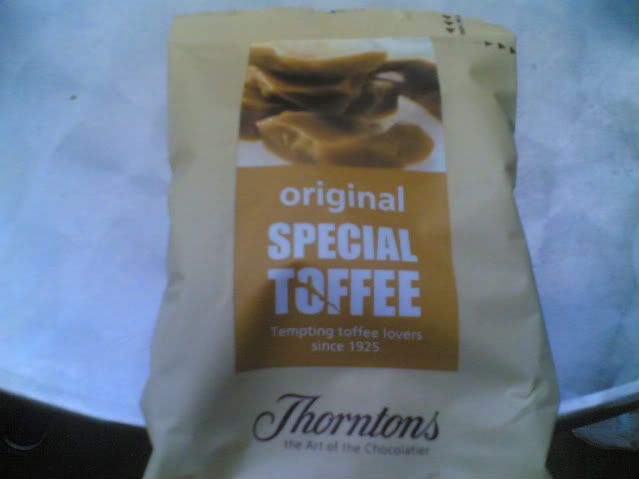 original
SPECIAL
TOFFEE
Tempting toffee lovers
since 1925
Thorntons
the Art of the Chocolatier